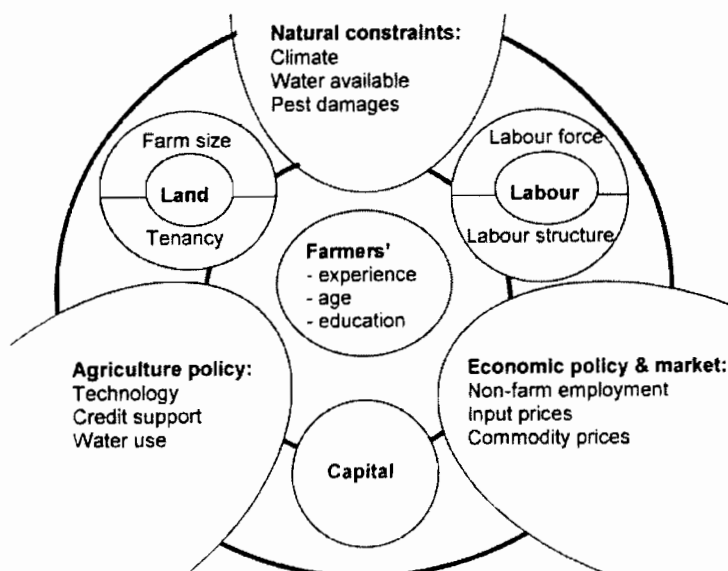 Natural constraints:
Climate
Water available
Pest damages
Farm size
Land
Tenancy
Labour force
Labour
Labour structure
Farmers'
- experience
- age
- education
Agriculture policy:
Technology
Credit support
Water use
Economic policy & market:
Non-farm employment
Input prices
Commodity prices
Capital